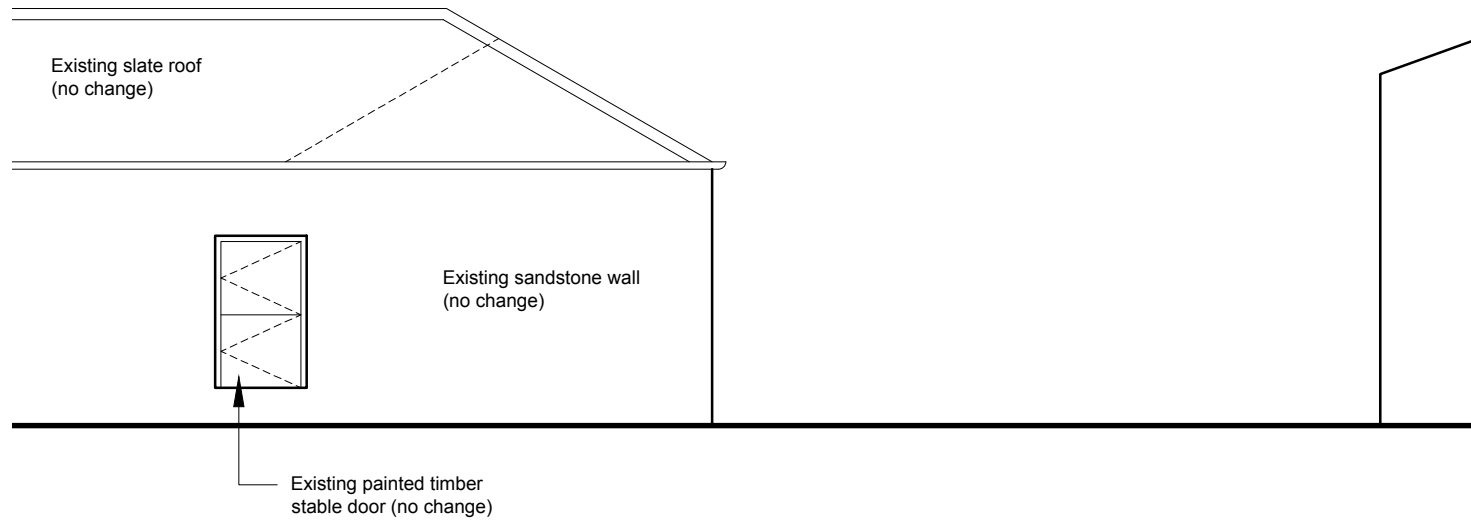 Existing slate roof
(no change)
Existing sandstone wall
(no change)
Existing painted timber
stable door (no change)